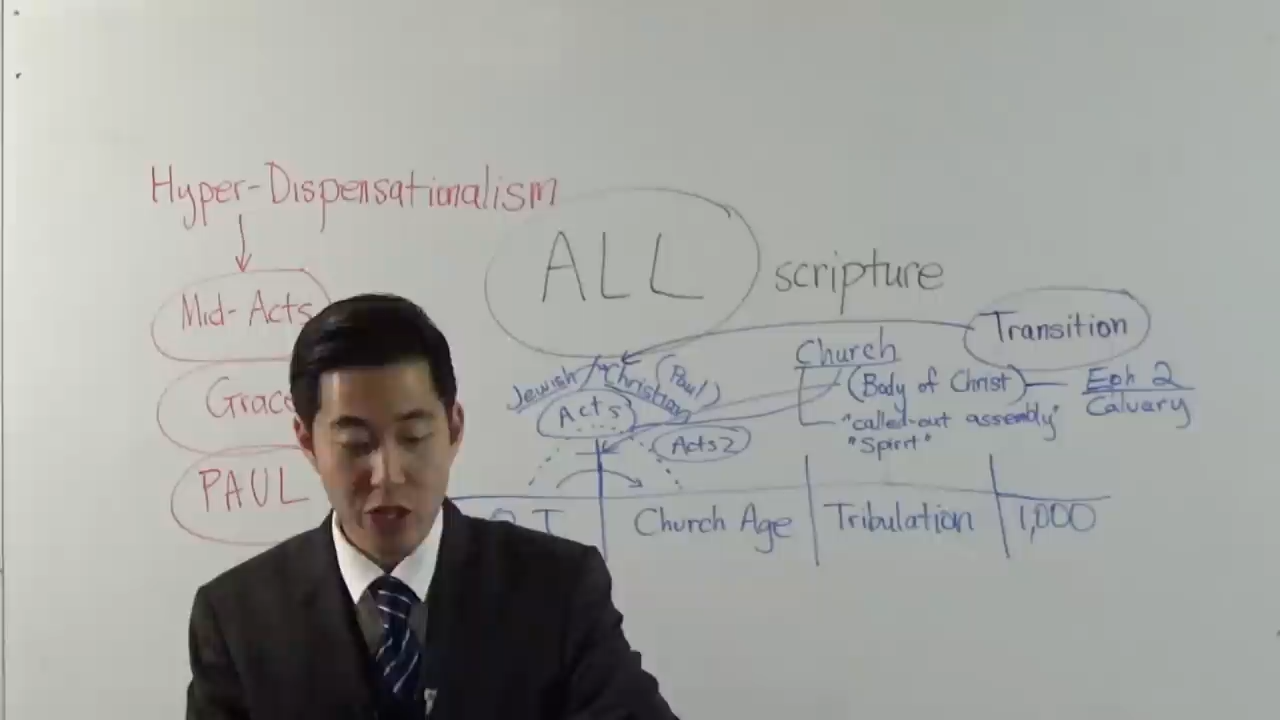 Hyper-Dispensationalism
ALL
scripture
Mid-Acts
Transition
Church
Grace
Jewish / Christian
(Paul)
(Body of Christ)
Eph 2
Calvary
Acts
"called-out assembly"
"Spirit"
Acts 2
PAUL
O.T.
Church Age
Tribulation
1,000